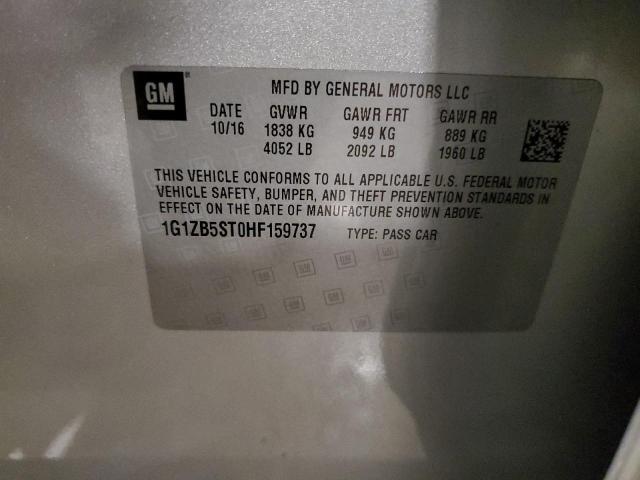 GM
MFD BY GENERAL MOTORS LLC
DATE GVWR GAWR FRT GAWR RR
10/16 1838 KG 949 KG 889 KG
4052 LB 2092 LB 1960 LB
THIS VEHICLE CONFORMS TO ALL APPLICABLE U.S. FEDERAL MOTOR
VEHICLE SAFETY, BUMPER, AND THEFT PREVENTION STANDARDS IN
EFFECT ON THE DATE OF MANUFACTURE SHOWN ABOVE.
1G1ZB5ST0HF159737 TYPE: PASS CAR